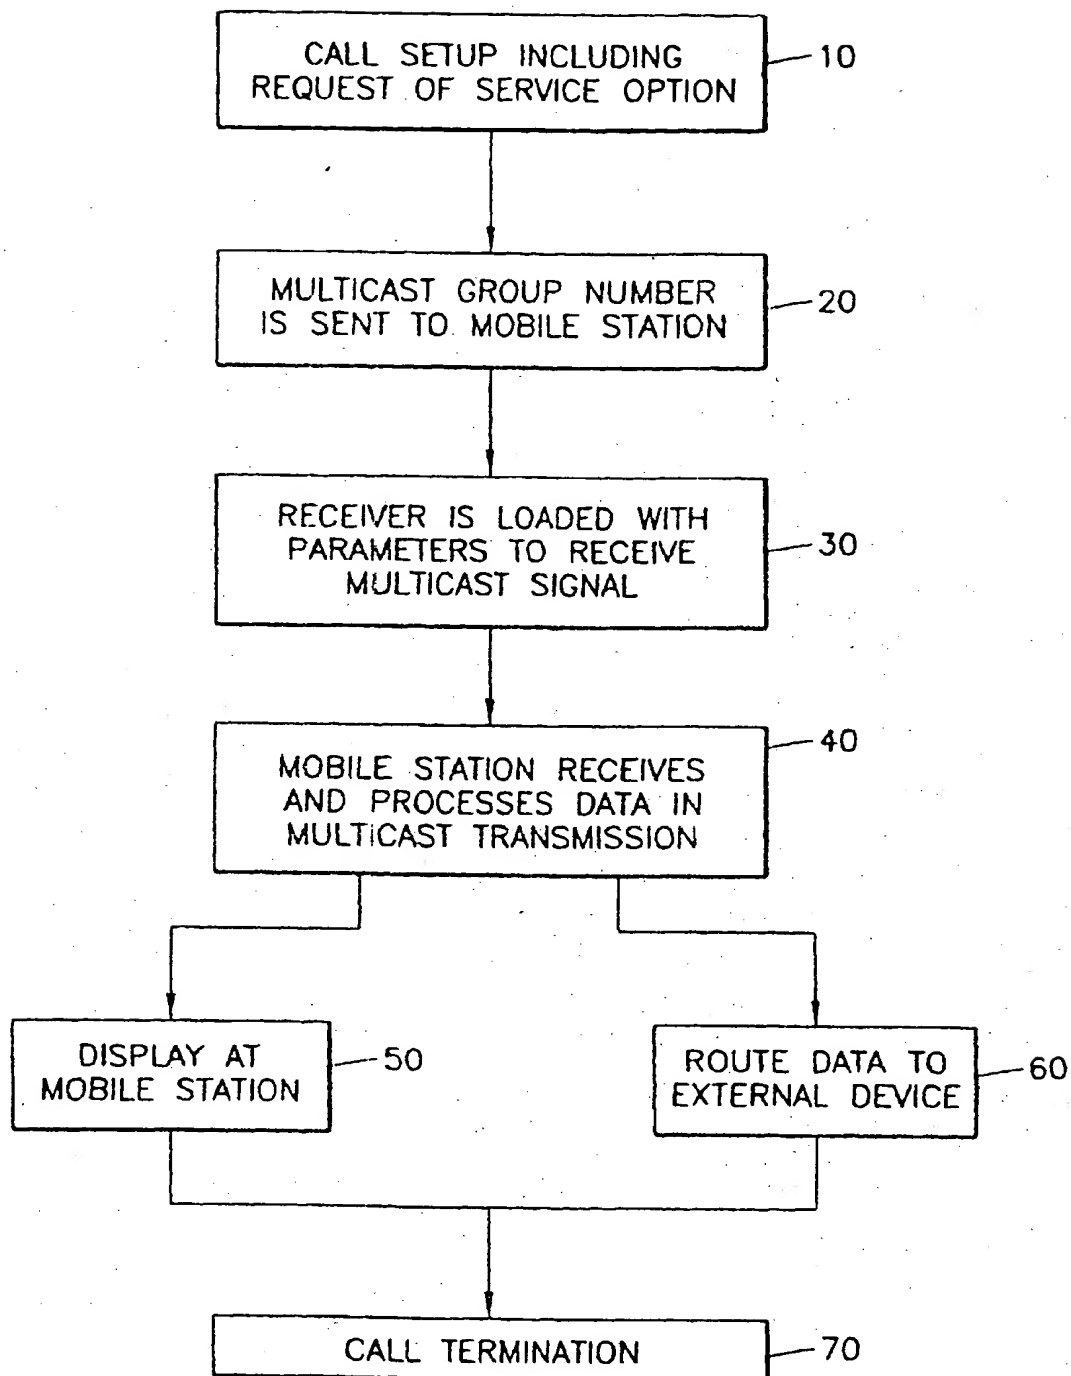 CALL SETUP INCLUDING
REQUEST OF SERVICE OPTION
10
MULTICAST GROUP NUMBER
IS SENT TO MOBILE STATION
20
RECEIVER IS LOADED WITH
PARAMETERS TO RECEIVE
MULTICAST SIGNAL
30
MOBILE STATION RECEIVES
AND PROCESSES DATA IN
MULTICAST TRANSMISSION
40
DISPLAY AT
MOBILE STATION
50
ROUTE DATA TO
EXTERNAL DEVICE
60
CALL TERMINATION
70